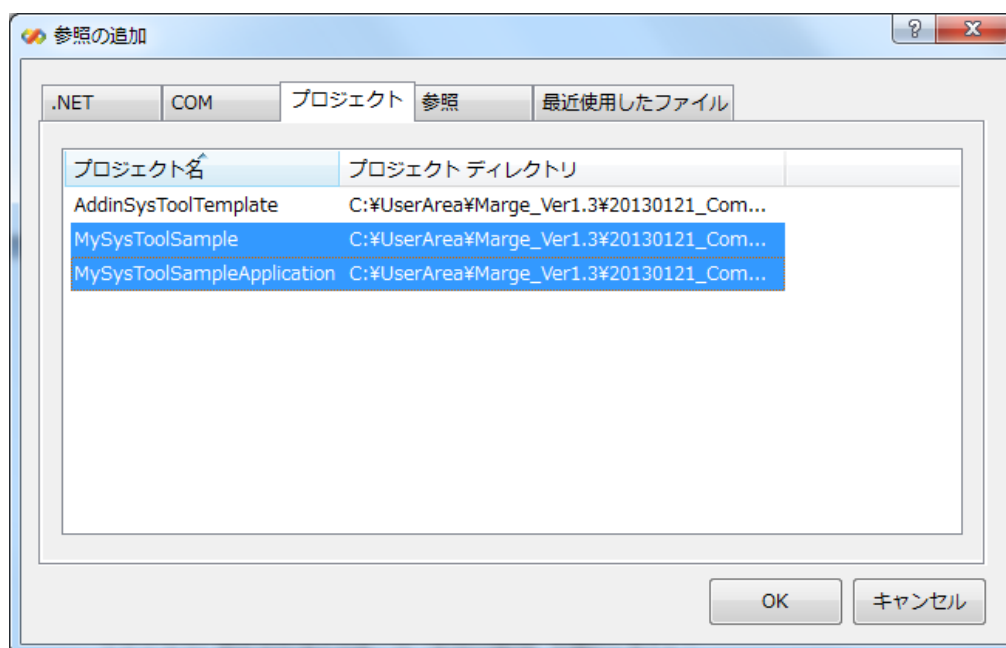 参照の追加
.NET COM プロジェクト 参照 最近使用したファイル
プロジェクト名 プロジェクト ディレクトリ
AddinSysToolTemplate C:¥UserArea¥Marge_Ver1.3¥20130121_Com...
MySysToolSample C:¥UserArea¥Marge_Ver1.3¥20130121_Com...
MySysToolSampleApplication C:¥UserArea¥Marge_Ver1.3¥20130121_Com...
OK キャンセル